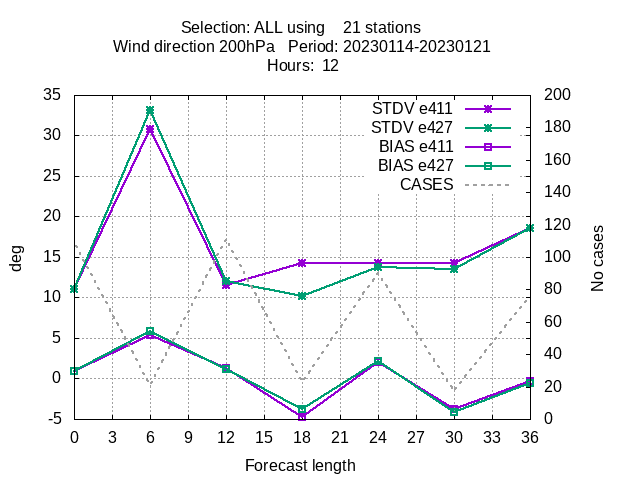 Selection: ALL using    21 stations
Wind direction 200hPa   Period: 20230114-20230121
Hours:  12
35 200
30 180
25 160
20 140
15 120
10 100
5 80
0 60
-5 40
20
0
STDV e411
STDV e427
BIAS e411
BIAS e427
CASES
deg
No cases
0 3 6 9 12 15 18 21 24 27 30 33 36
Forecast length